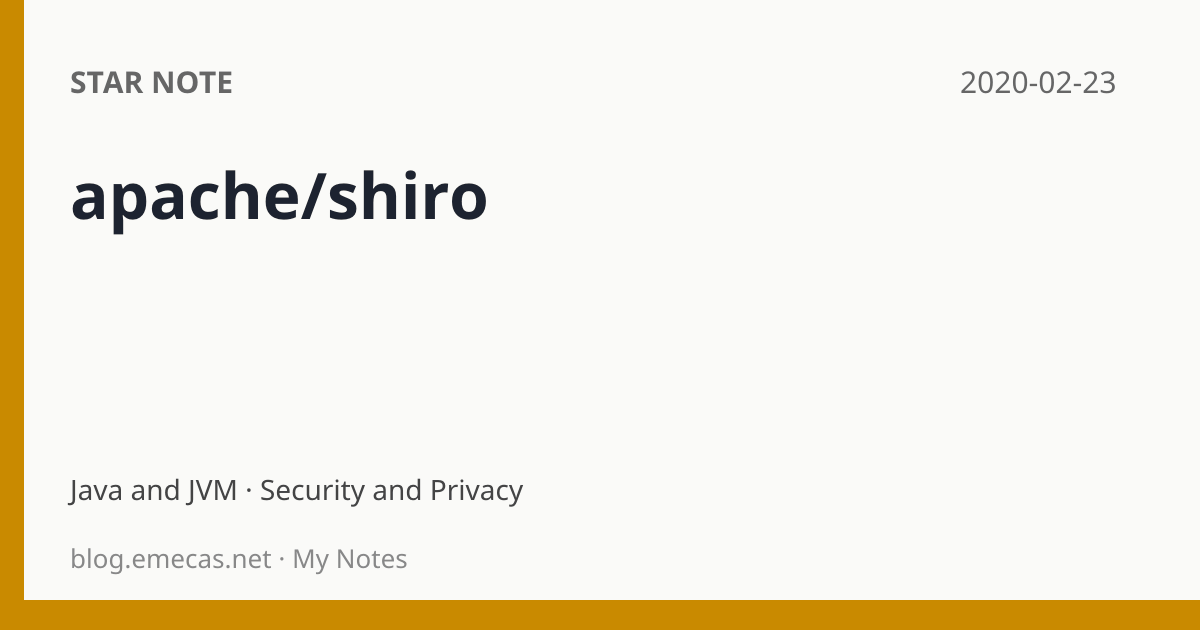 STAR NOTE
2020-02-23
apache/shiro
Java and JVM · Security and Privacy
blog.emecas.net · My Notes